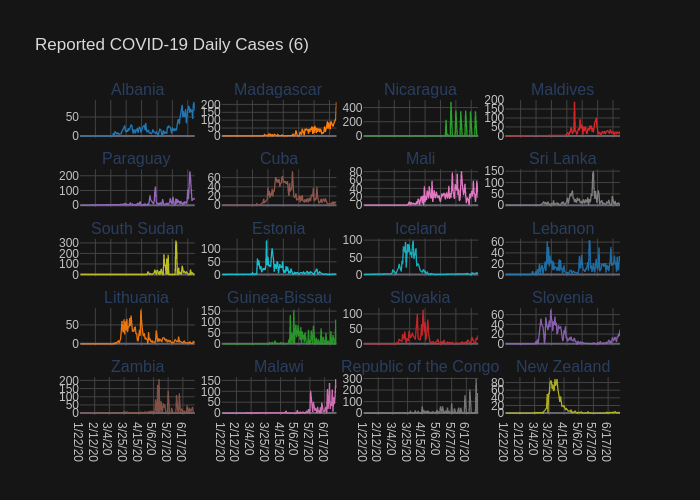 Reported COVID-19 Daily Cases (6)
Albania Madagascar Nicaragua Maldives
50 0 200 150 100 50 0 400 200 0 200 150 100 50 0
Paraguay Cuba Mali Sri Lanka
200 100 0 60 40 20 0 80 60 40 20 0 150 100 50 0
South Sudan Estonia Iceland Lebanon
300 200 100 0 100 50 0 100 50 0 60 40 20 0
Lithuania Guinea-Bissau Slovakia Slovenia
50 0 150 100 50 0 100 50 0 60 40 20 0
Zambia Malawi Republic of the Congo New Zealand
200 150 100 50 0 150 100 50 0 300 200 100 0 80 60 40 20 0
1/22/20 2/12/20 3/4/20 3/25/20 4/15/20 5/6/20 5/27/20 6/17/20 1/22/20 2/12/20 3/4/20 3/25/20 4/15/20 5/6/20 5/27/20 6/17/20 1/22/20 2/12/20 3/4/20 3/25/20 4/15/20 5/6/20 5/27/20 6/17/20 1/22/20 2/12/20 3/4/20 3/25/20 4/15/20 5/6/20 5/27/20 6/17/20